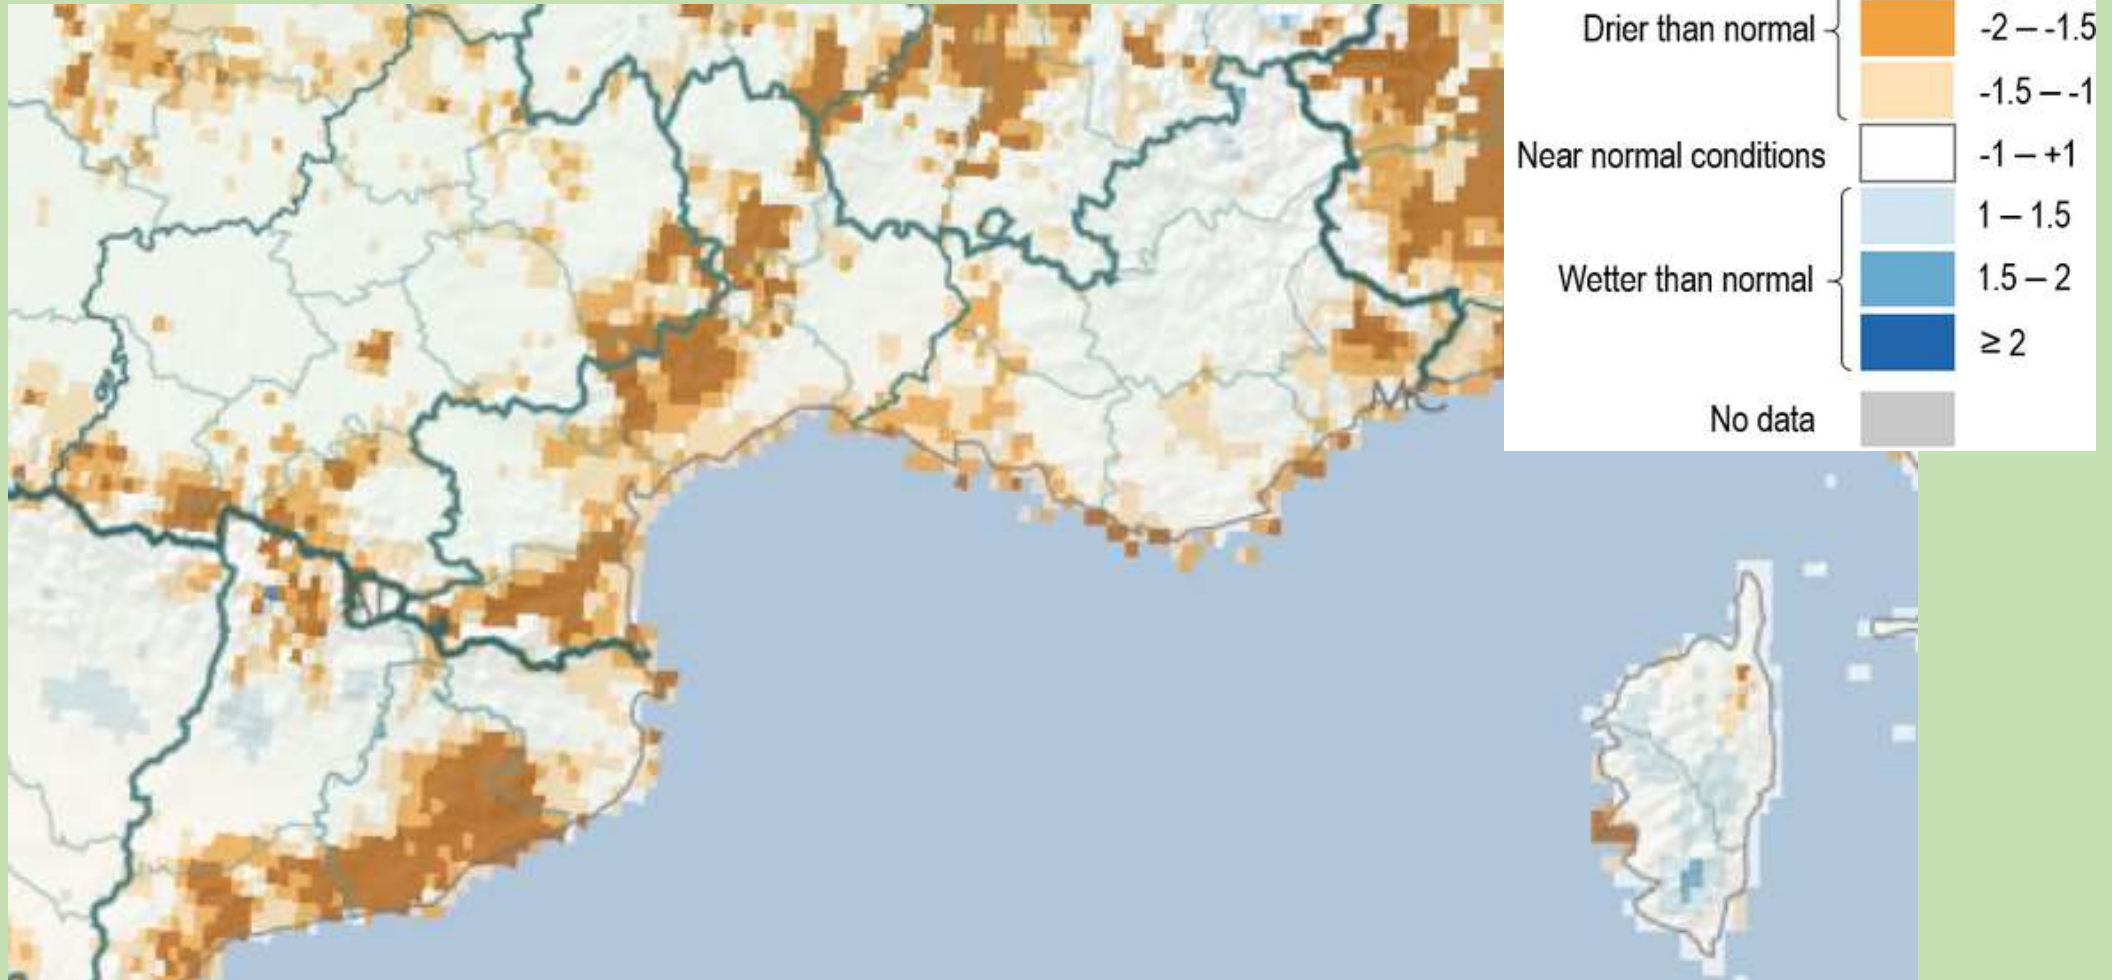 Drier than normal
-2 – -1.5
-1.5 – -1
Near normal conditions
-1 – +1
1 – 1.5
Wetter than normal
1.5 – 2
≥ 2
No data
MC